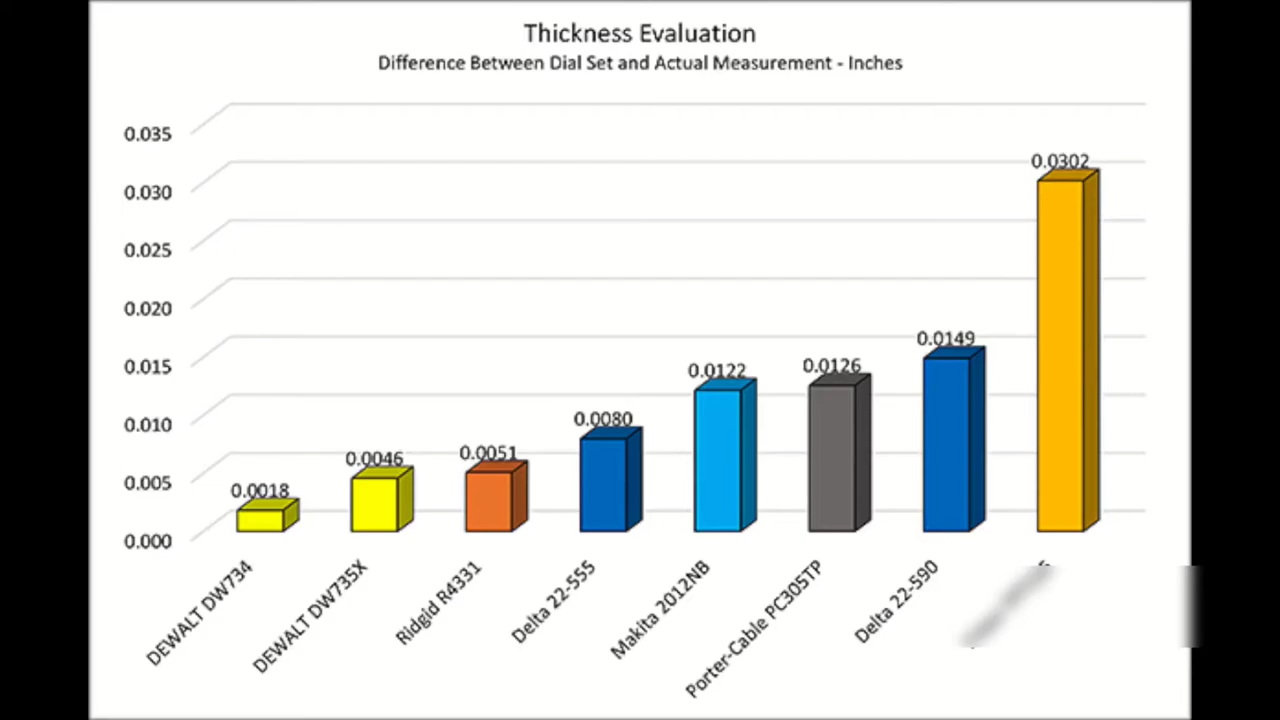 Thickness Evaluation
Difference Between Dial Set and Actual Measurement - Inches
0.035
0.030
0.025
0.020
0.015
0.010
0.005
0.000
0.0018
0.0046
0.0051
0.0080
0.0122
0.0126
0.0149
0.0302
DEWALT DW734
DEWALT DW735X
Ridgid R4331
Delta 22-555
Makita 2012NB
Porter-Cable PC305TP
Delta 22-590